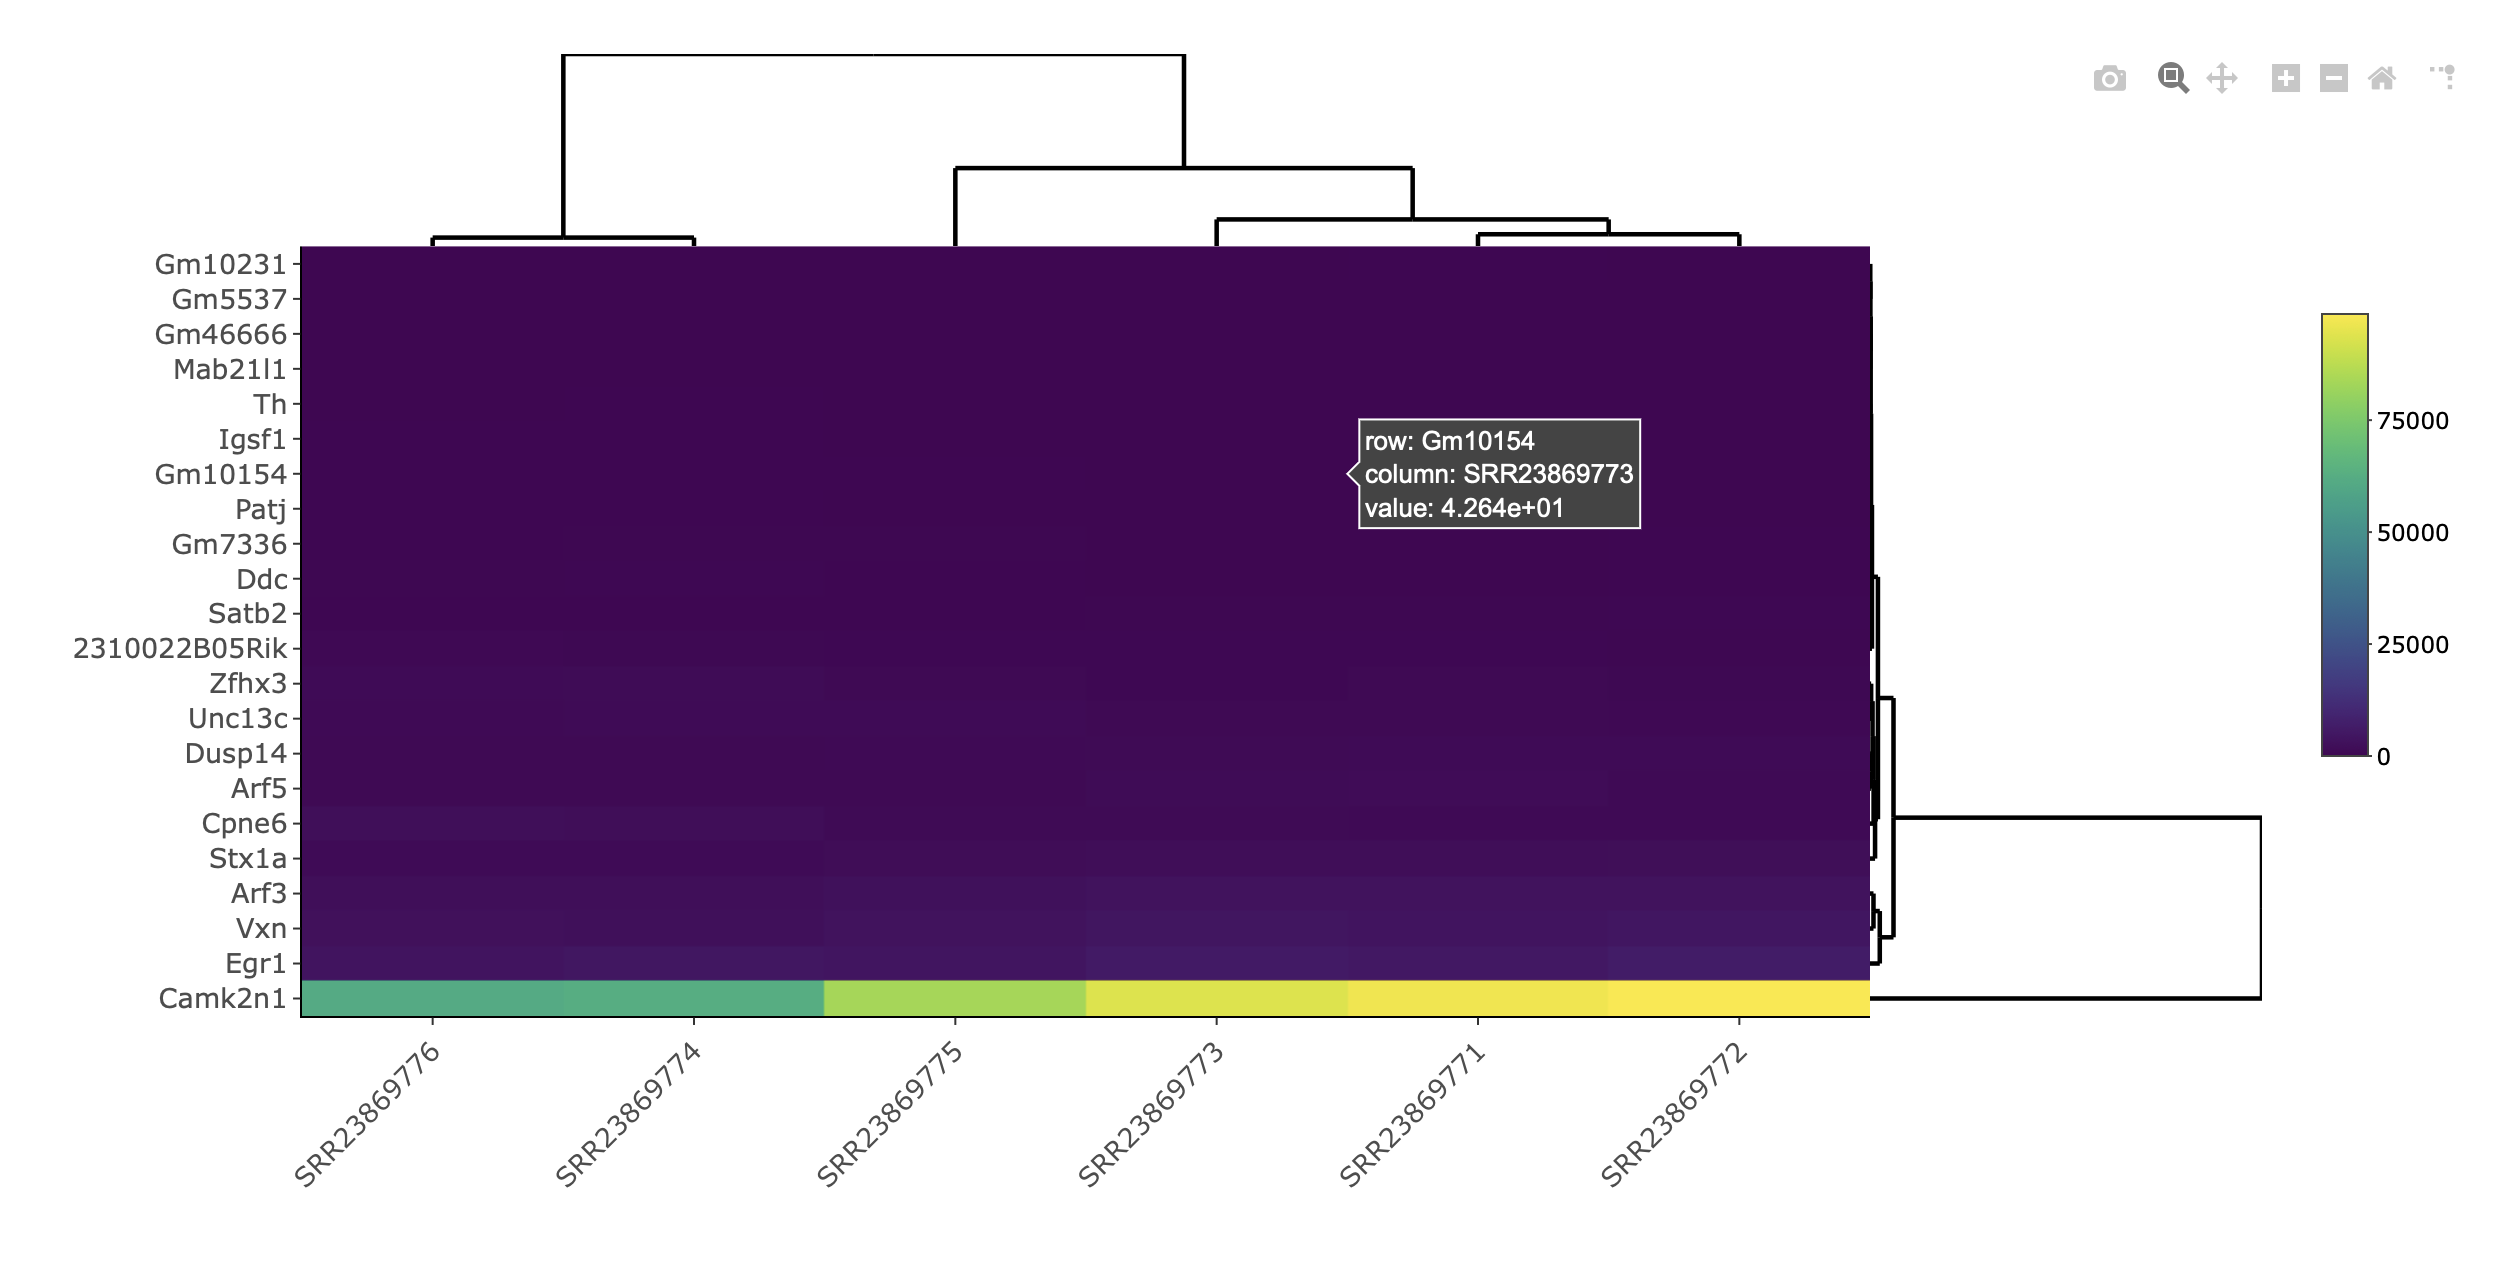 Gm10231
Gm5537
Gm46666
Mab21l1
Th
Igsf1
Gm10154
Patj
Gm7336
Ddc
Satb2
2310022B05Rik
Zfhx3
Unc13c
Dusp14
Arf5
Cpne6
Stx1a
Arf3
Vxn
Egr1
Camk2n1
row: Gm10154
column: SRR23869773
value: 4.264e+01
75000
50000
25000
0
SRR23869776
SRR23869774
SRR23869775
SRR23869773
SRR23869771
SRR23869772